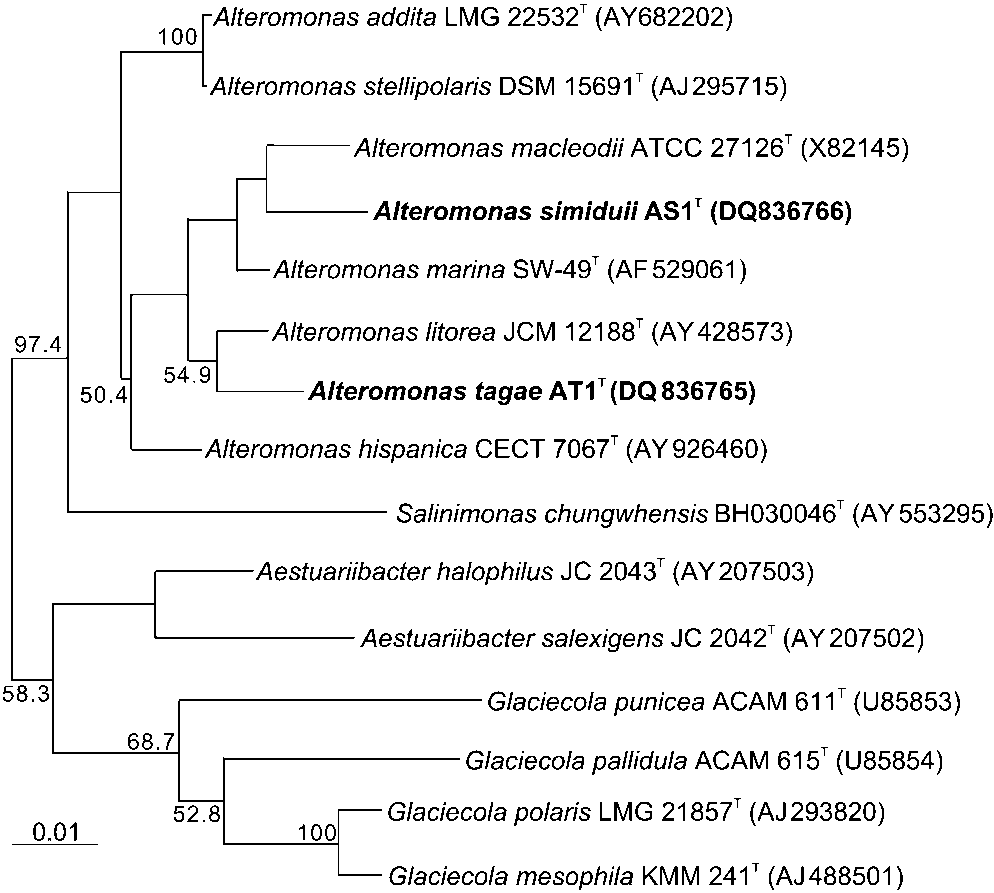 Alteromonas addita LMG 22532T (AY682202)
100
Alteromonas stellipolaris DSM 15691T (AJ295715)
Alteromonas macleodii ATCC 27126T (X82145)
Alteromonas simiduii AS1T (DQ836766)
Alteromonas marina SW-49T (AF529061)
Alteromonas litorea JCM 12188T (AY428573)
97.4
54.9
50.4
Alteromonas tagae AT1T (DQ836765)
Alteromonas hispanica CECT 7067T (AY926460)
Salinimonas chungwhensis BH030046T (AY553295)
Aestuariibacter halophilus JC 2043T (AY207503)
Aestuariibacter salexigens JC 2042T (AY207502)
58.3
Glaciecola punicea ACAM 611T (U85853)
68.7
Glaciecola pallidula ACAM 615T (U85854)
52.8
Glaciecola polaris LMG 21857T (AJ293820)
0.01
100
Glaciecola mesophila KMM 241T (AJ488501)